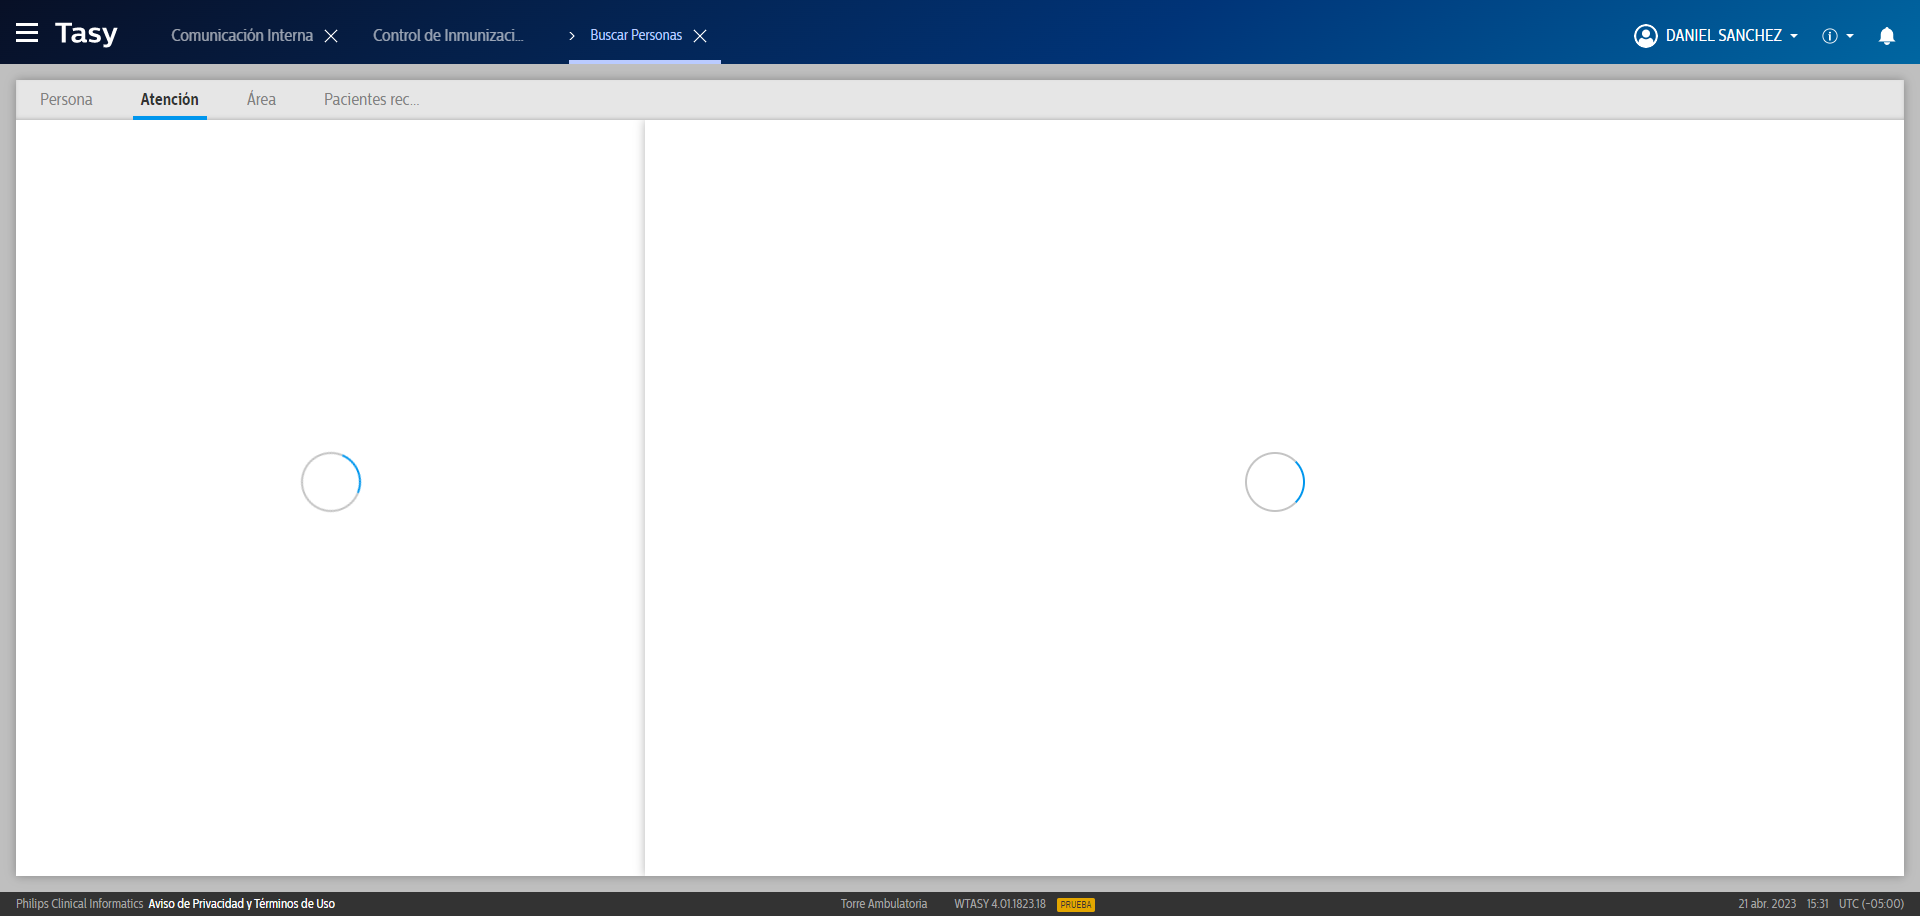 Tasy
Comunicación Interna
Control de Inmunizaci...
Buscar Personas
DANIEL SANCHEZ
Persona
Atención
Área
Pacientes rec...
Philips Clinical Informatics Aviso de Privacidad y Términos de Uso
Torre Ambulatoria
WTASY 4.01.1823.18
PRUEBA
21 abr. 2023
15:31
UTC (-05:00)